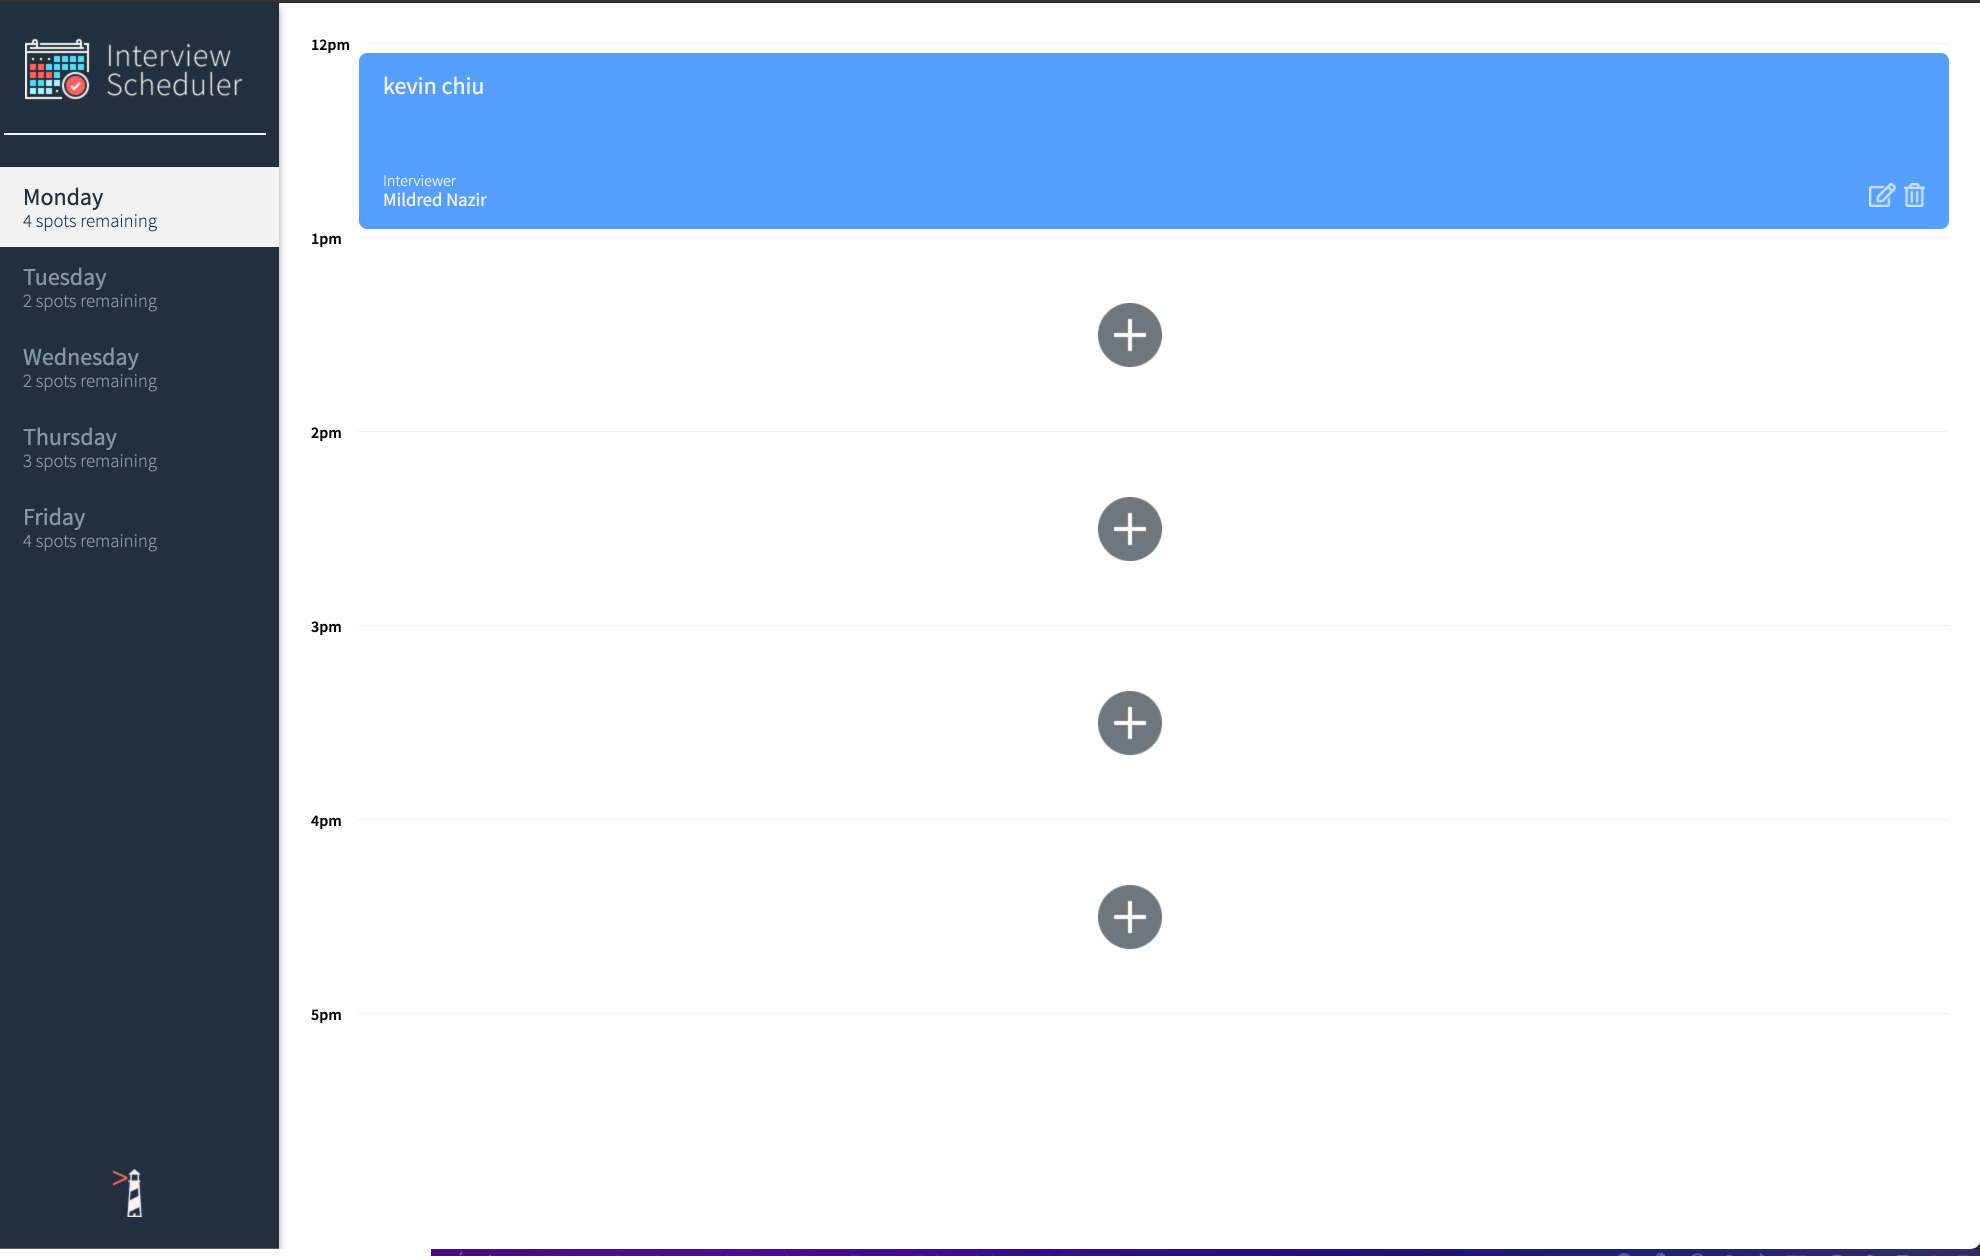 Interview
Scheduler
Monday
4 spots remaining
Tuesday
2 spots remaining
Wednesday
2 spots remaining
Thursday
3 spots remaining
Friday
4 spots remaining
12pm
kevin chiu
Interviewer
Mildred Nazir
1pm
2pm
3pm
4pm
5pm